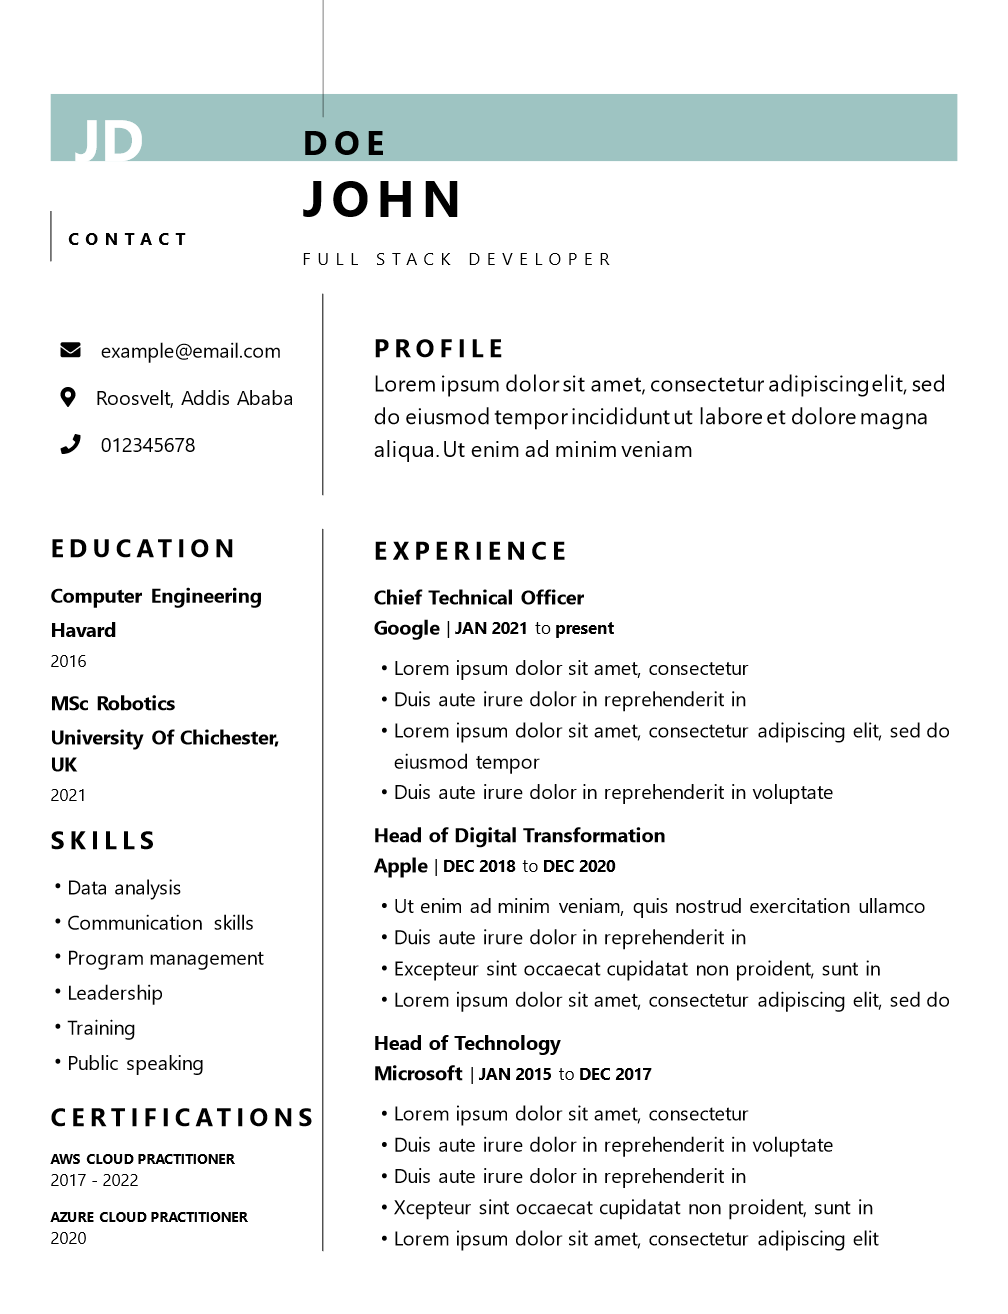 JD
DOE
JOHN
CONTACT
FULL STACK DEVELOPER
example@email.com
Roosvelt, Addis Ababa
012345678
PROFILE
Lorem ipsum dolor sit amet, consectetur adipiscing elit, sed
do eiusmod tempor incididunt ut labore et dolore magna
aliqua. Ut enim ad minim veniam
EDUCATION
Computer Engineering
Havard
2016
MSc Robotics
University Of Chichester,
UK
2021
SKILLS
• Data analysis
• Communication skills
• Program management
• Leadership
• Training
• Public speaking
CERTIFICATIONS
AWS CLOUD PRACTITIONER
2017 - 2022
AZURE CLOUD PRACTITIONER
2020
EXPERIENCE
Chief Technical Officer
Google | JAN 2021 to present
• Lorem ipsum dolor sit amet, consectetur
• Duis aute irure dolor in reprehenderit in
• Lorem ipsum dolor sit amet, consectetur adipiscing elit, sed do
eiusmod tempor
• Duis aute irure dolor in reprehenderit in voluptate
Head of Digital Transformation
Apple | DEC 2018 to DEC 2020
• Ut enim ad minim veniam, quis nostrud exercitation ullamco
• Duis aute irure dolor in reprehenderit in
• Excepteur sint occaecat cupidatat non proident, sunt in
• Lorem ipsum dolor sit amet, consectetur adipiscing elit, sed do
Head of Technology
Microsoft | JAN 2015 to DEC 2017
• Lorem ipsum dolor sit amet, consectetur
• Duis aute irure dolor in reprehenderit in voluptate
• Duis aute irure dolor in reprehenderit in
• Xcepteur sint occaecat cupidatat non proident, sunt in
• Lorem ipsum dolor sit amet, consectetur adipiscing elit